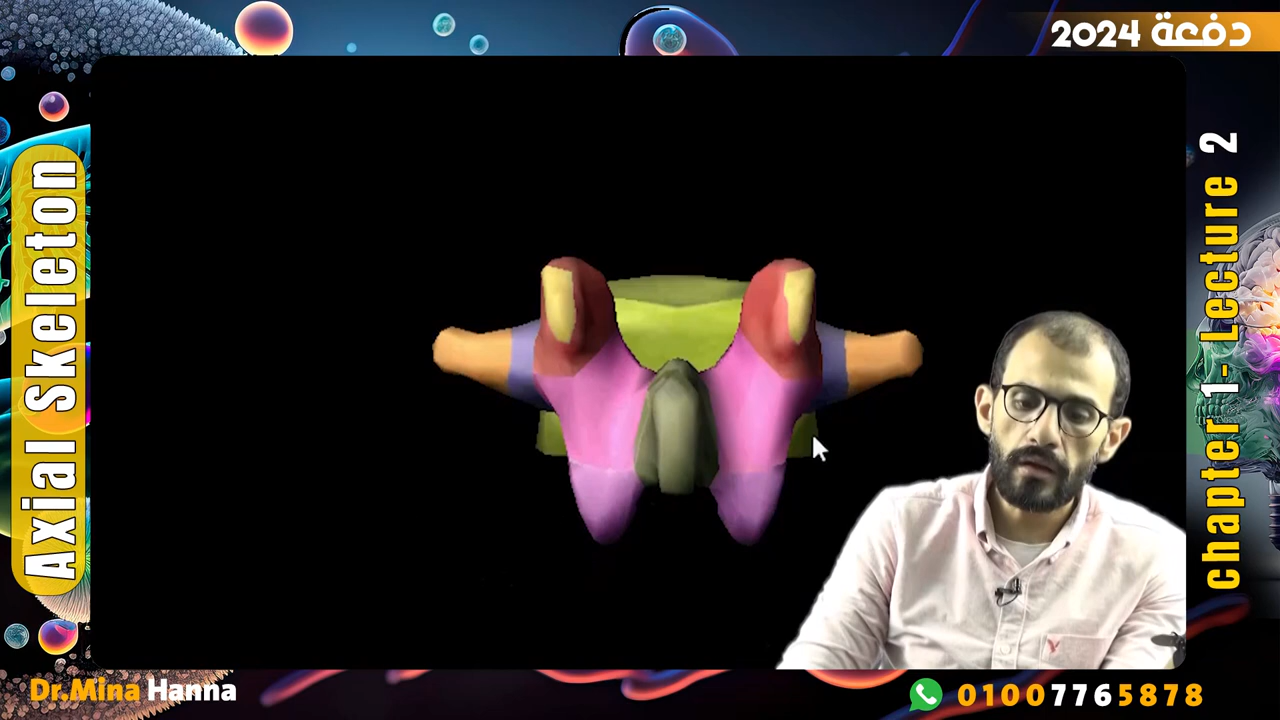 دفعة 2024
Axial Skeleton
chapter 1- Lecture 2
Dr.Mina Hanna
01007765878